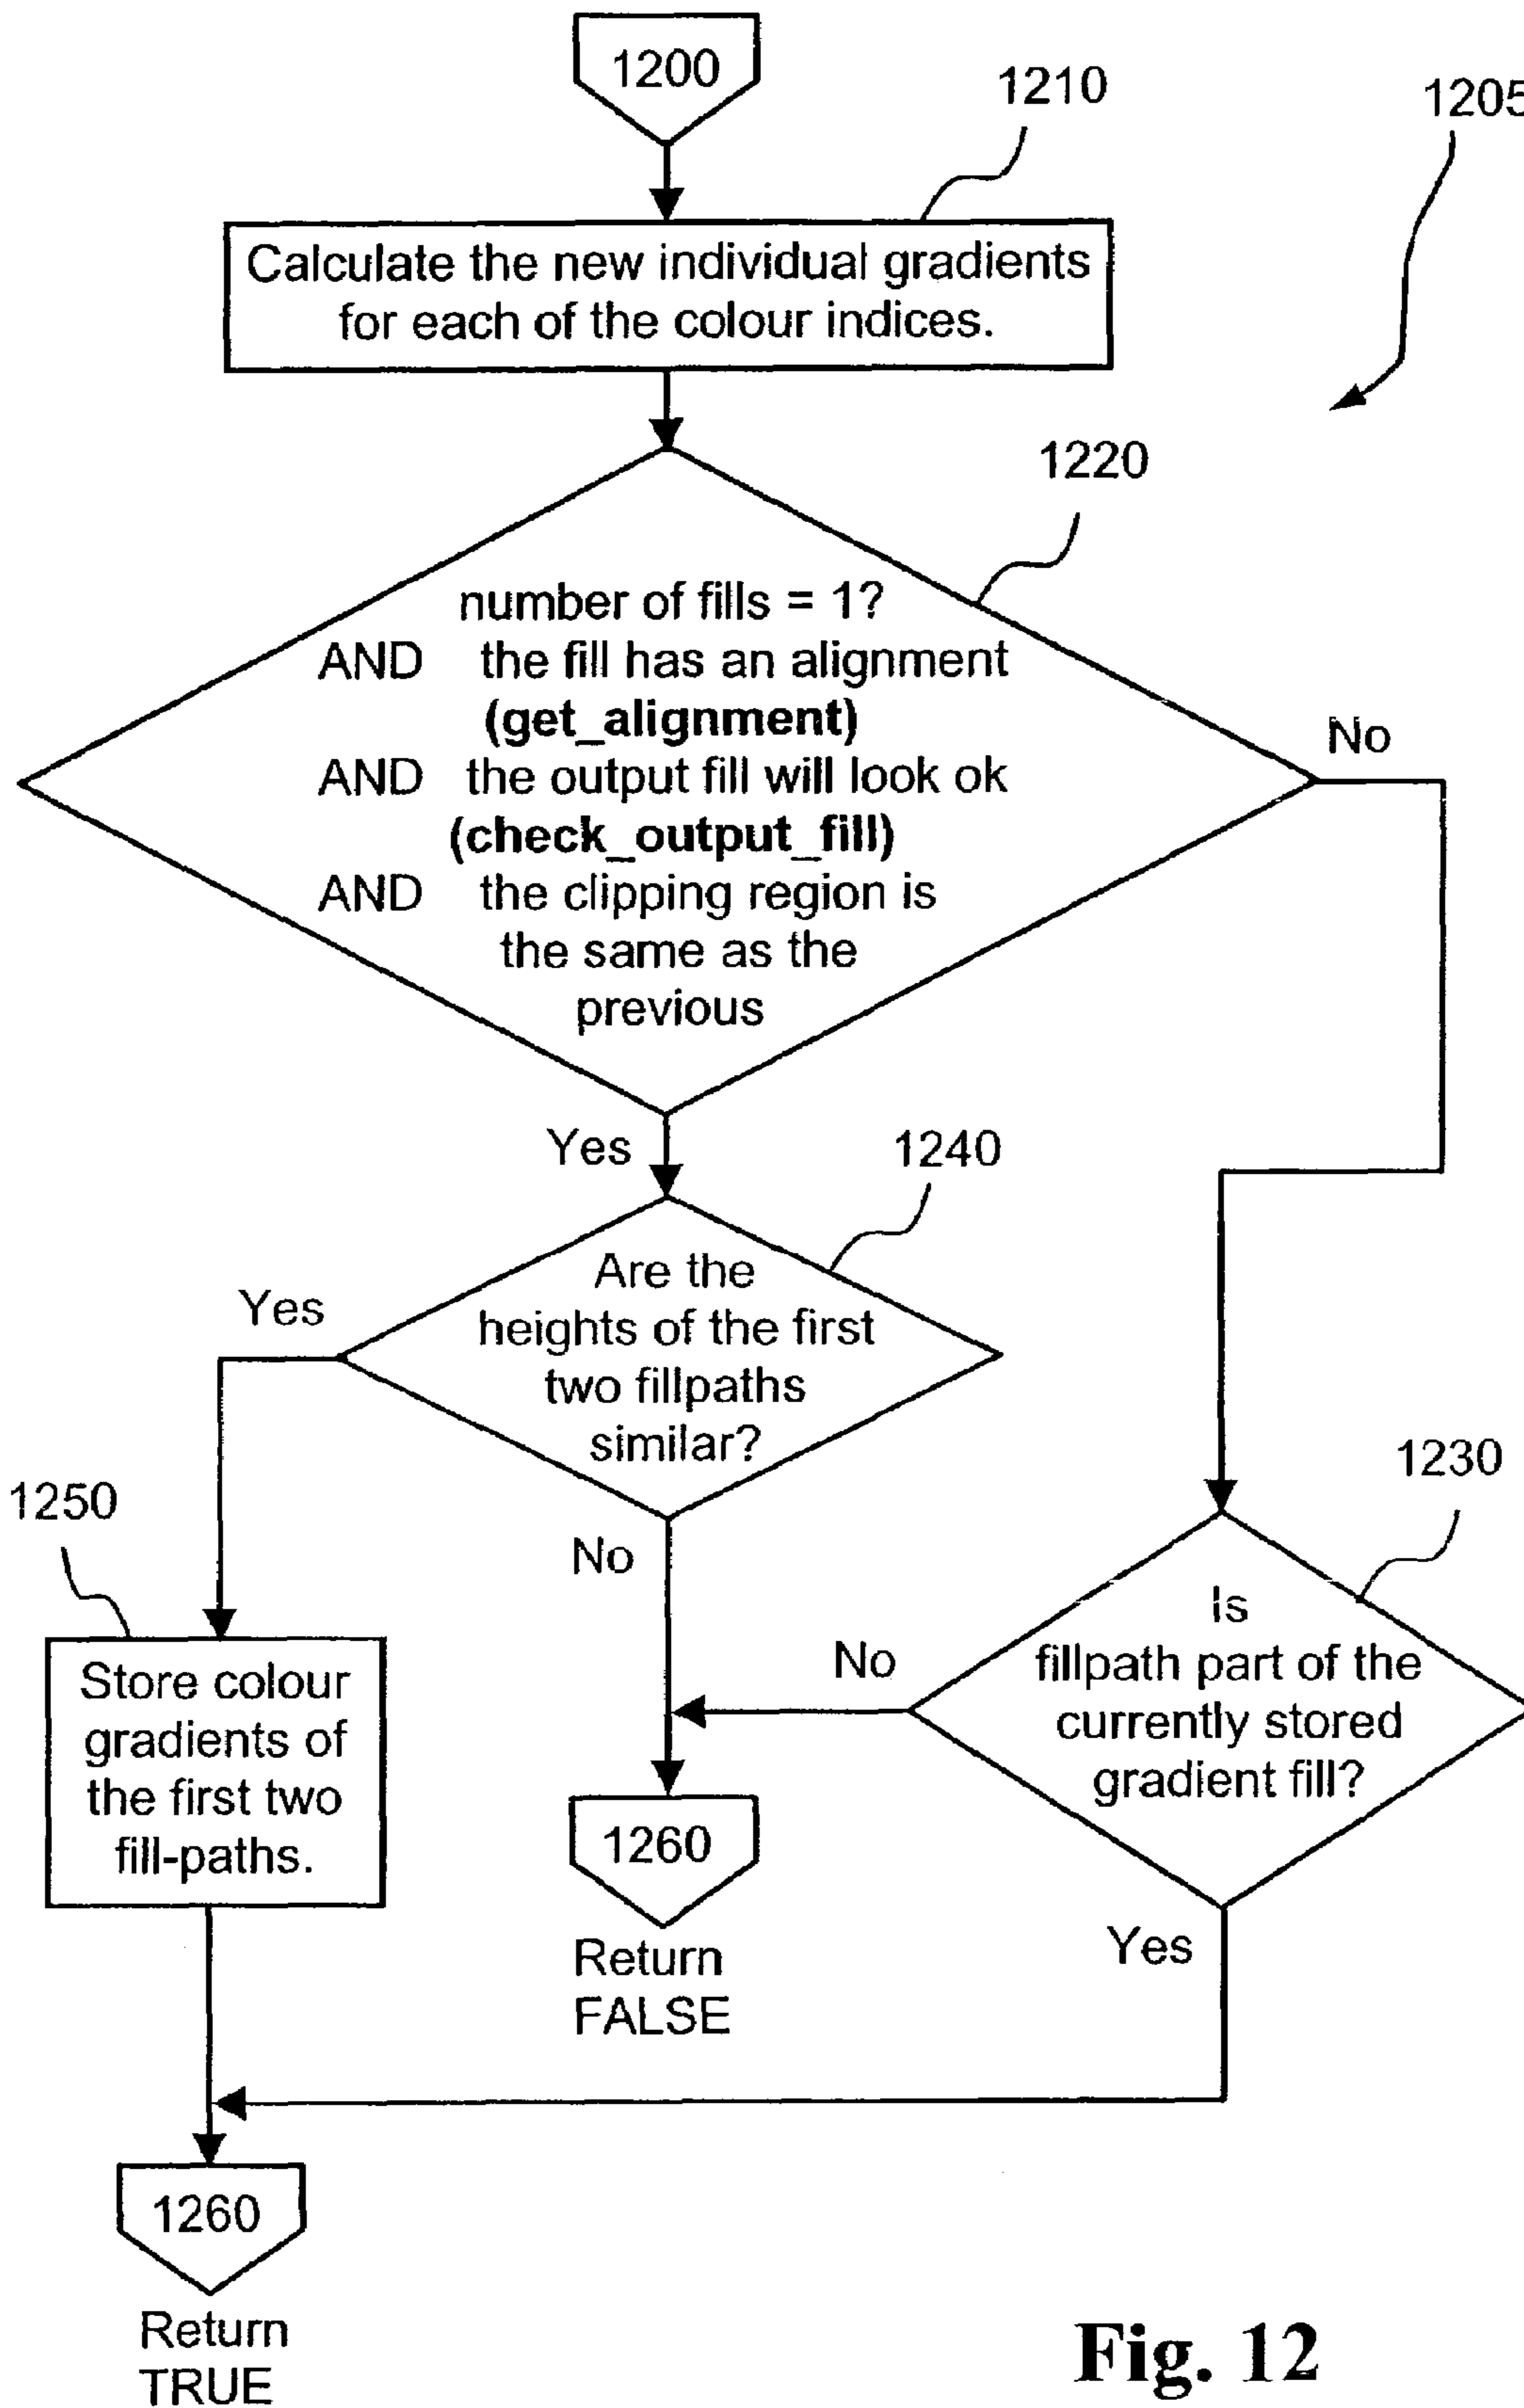 1200
1210
1205
Calculate the new individual gradients
for each of the colour indices.
1220
number of fills = 1?
AND the fill has an alignment
(get_alignment)
AND the output fill will look ok
(check_output_fill)
AND the clipping region is
the same as the
previous
No
Yes
1240
Are the
heights of the first
two fillpaths
similar?
Yes
No
1230
Is
fillpath part of the
currently stored
gradient fill?
No
Yes
1250
Store colour
gradients of
the first two
fill-paths.
1260
Return
FALSE
1260
Return
TRUE
Fig. 12